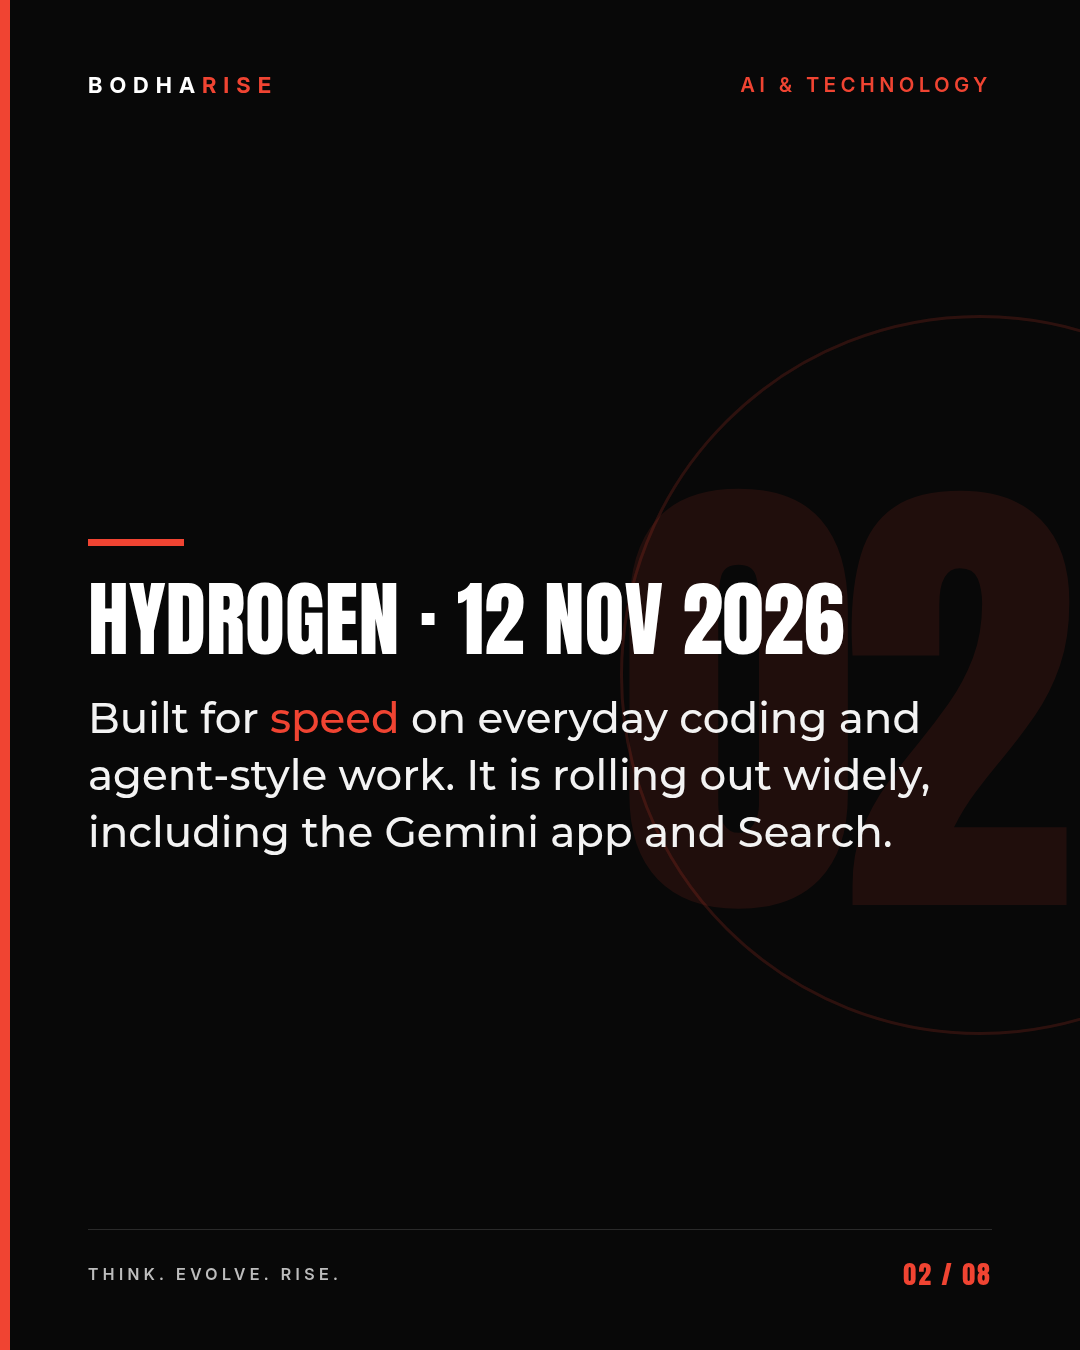 BODHARISE
AI & TECHNOLOGY
02
HYDROGEN · 12 NOV 2026
Built for speed on everyday coding and
agent-style work. It is rolling out widely,
including the Gemini app and Search.
THINK. EVOLVE. RISE.
02 / 08